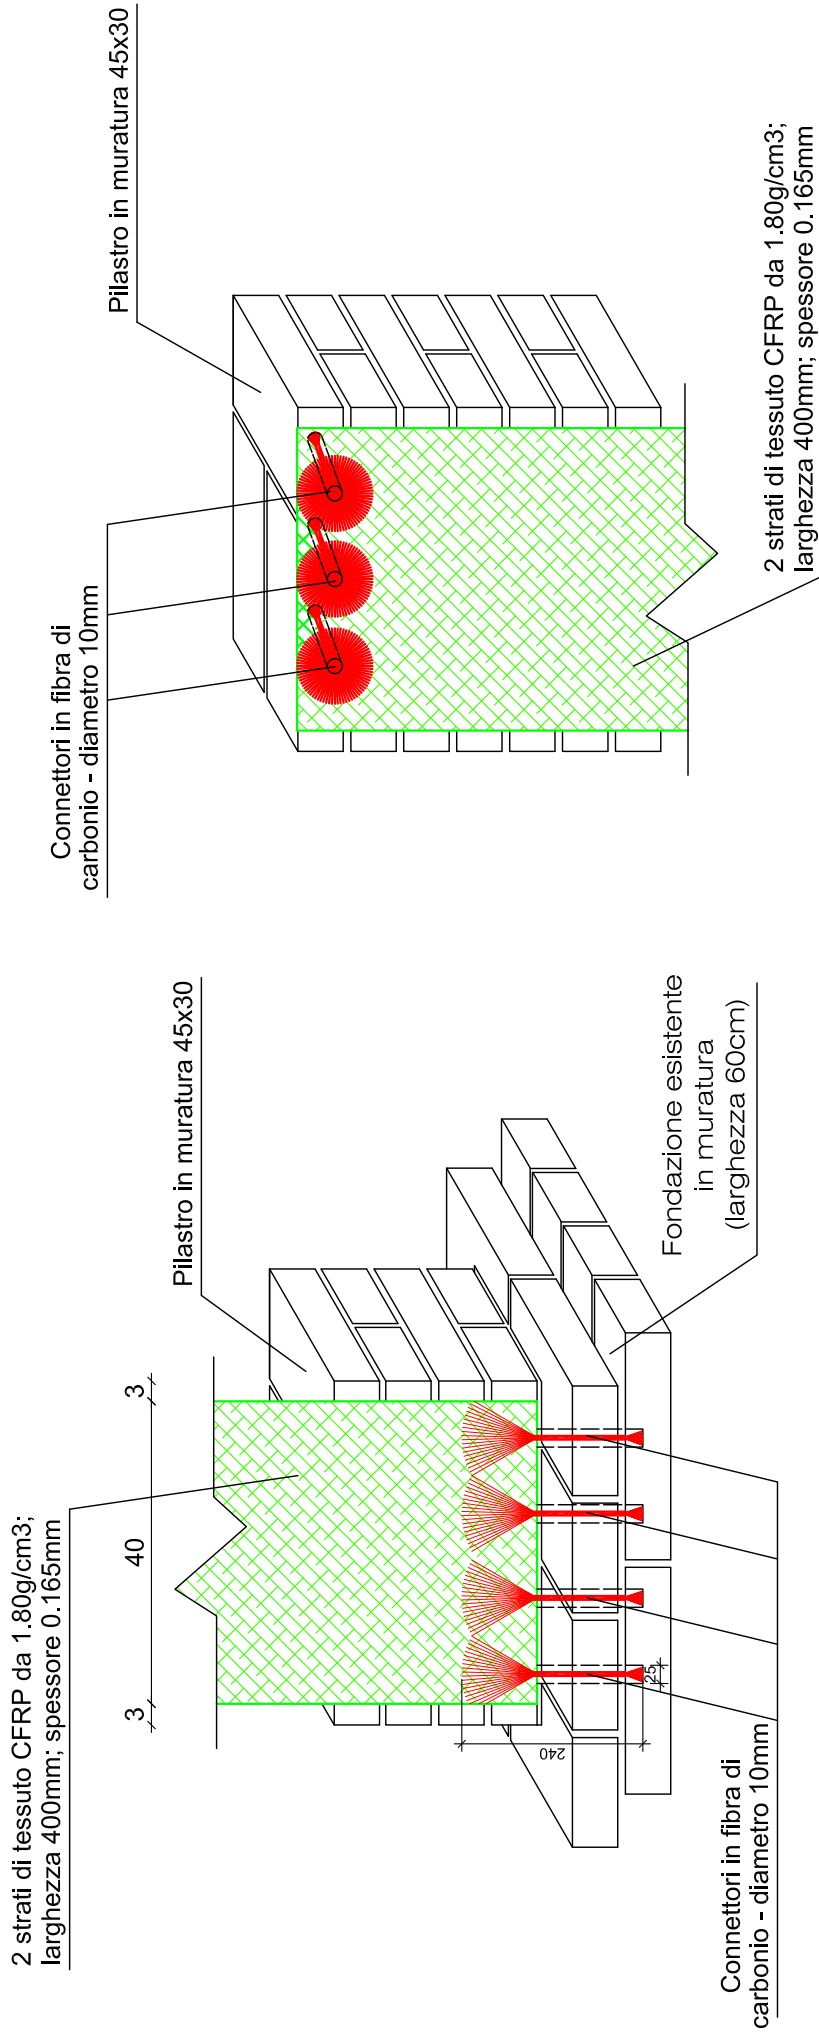 2 strati di tessuto CFRP da 1.80g/cm3;
larghezza 400mm; spessore 0.165mm
3
40
3
Pilastro in muratura 45x30
240
25
Fondazione esistente
in muratura
(larghezza 60cm)
Connettori in fibra di
carbonio - diametro 10mm
Connettori in fibra di
carbonio - diametro 10mm
Pilastro in muratura 45x30
2 strati di tessuto CFRP da 1.80g/cm3;
larghezza 400mm; spessore 0.165mm